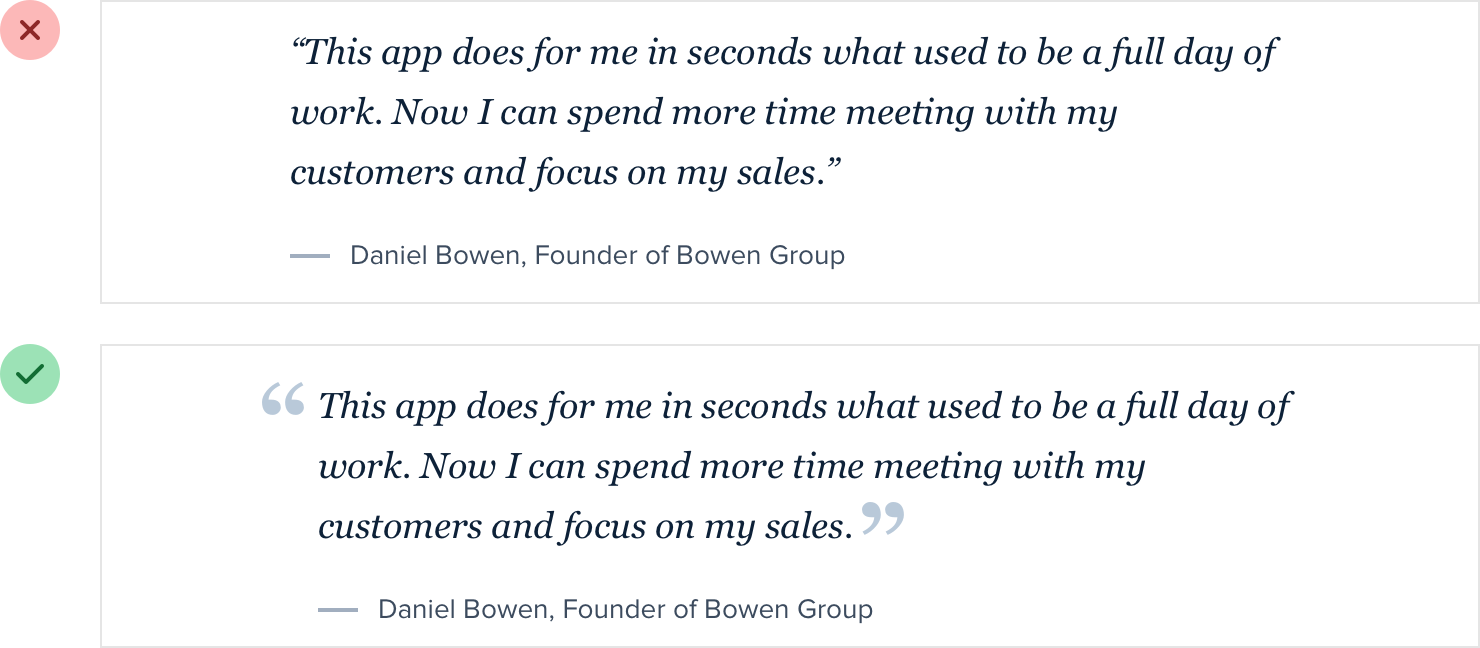 “This app does for me in seconds what used to be a full day of
work. Now I can spend more time meeting with my
customers and focus on my sales.”
— Daniel Bowen, Founder of Bowen Group
“This app does for me in seconds what used to be a full day of
work. Now I can spend more time meeting with my
customers and focus on my sales.”
— Daniel Bowen, Founder of Bowen Group